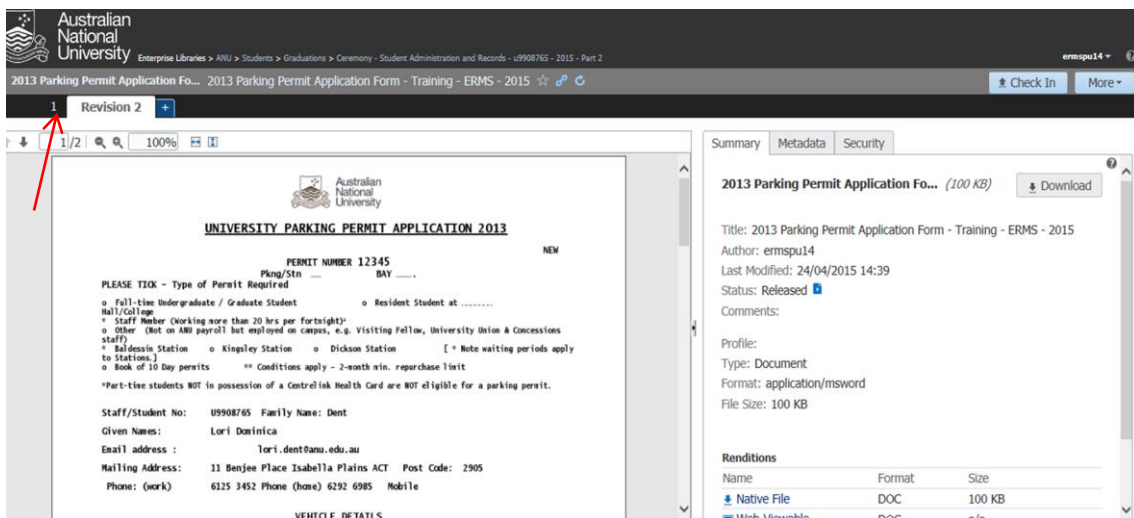 Australian
National
University
Enterprise Libraries > ANU > Students > Graduations > Ceremony - Student Administration and Records - u9908765 - 2015 - Part 2
ermspu14
2013 Parking Permit Application Fo... 2013 Parking Permit Application Form - Training - ERMS - 2015
Check In
More
1 Revision 2 +
1 /2 100%
Australian
National
University
UNIVERSITY PARKING PERMIT APPLICATION 2013
NEW
PERMIT NUMBER 12345
Pkng/Stn ... BAY .....
PLEASE TICK - Type of Permit Required
o Full-time Undergraduate / Graduate Student o Resident Student at ........
Hall/College
* Staff Member (Working more than 20 hrs per fortnight)
o Other (Not on ANU payroll but employed on campus, e.g. Visiting Fellow, University Union & Concessions
staff)
* Baldessin Station o Kingsley Station o Dickson Station [ * Note waiting periods apply
to Stations.]
o Book of 10 Day permits ** Conditions apply - 2-month min. repurchase limit
*Part-time students NOT in possession of a Centrelink Health Card are NOT eligible for a parking permit.
Staff/Student No: U9908765 Family Name: Dent
Given Names: Lori Dominica
Email address : lori.dent@anu.edu.au
Mailing Address: 11 Benjee Place Isabella Plains ACT Post Code: 2905
Phone: (work) 6125 3452 Phone (home) 6292 6985 Mobile
VEHICLE DETAILS
Summary Metadata Security
2013 Parking Permit Application Fo... (100 KB)
Download
Title: 2013 Parking Permit Application Form - Training - ERMS - 2015
Author: ermspu14
Last Modified: 24/04/2015 14:39
Status: Released
Comments:
Profile:
Type: Document
Format: application/msword
File Size: 100 KB
Renditions
Name Format Size
Native File DOC 100 KB
Web Viewable DOC n/a